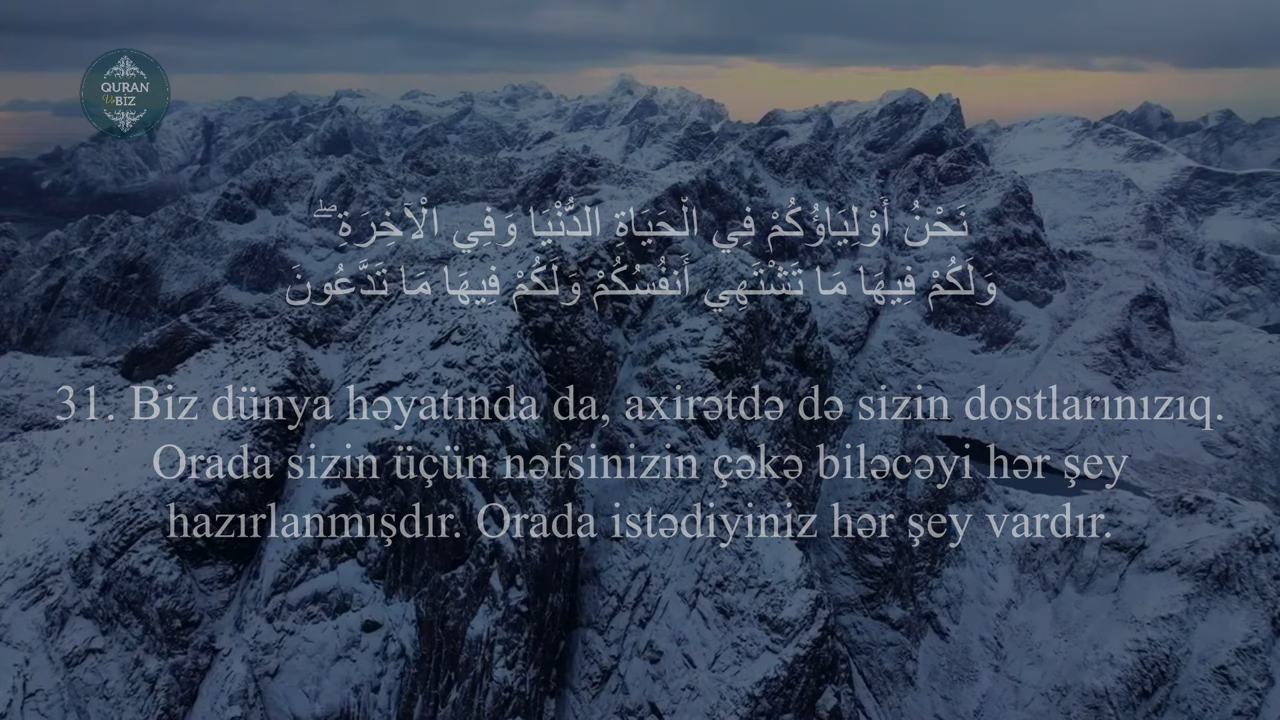 QURAN
Və
BİZ
نَحْنُ أَوْلِيَاؤُكُمْ فِي الْحَيَاةِ الدُّنْيَا وَفِي الْآخِرَةِ ۖ
وَلَكُمْ فِيهَا مَا تَشْتَهِي أَنفُسُكُمْ وَلَكُمْ فِيهَا مَا تَدَّعُونَ
31. Biz dünya həyatında da, axirətdə də sizin dostlarınızıq.
Orada sizin üçün nəfsinizin çəkə biləcəyi hər şey
hazırlanmışdır. Orada istədiyiniz hər şey vardır.